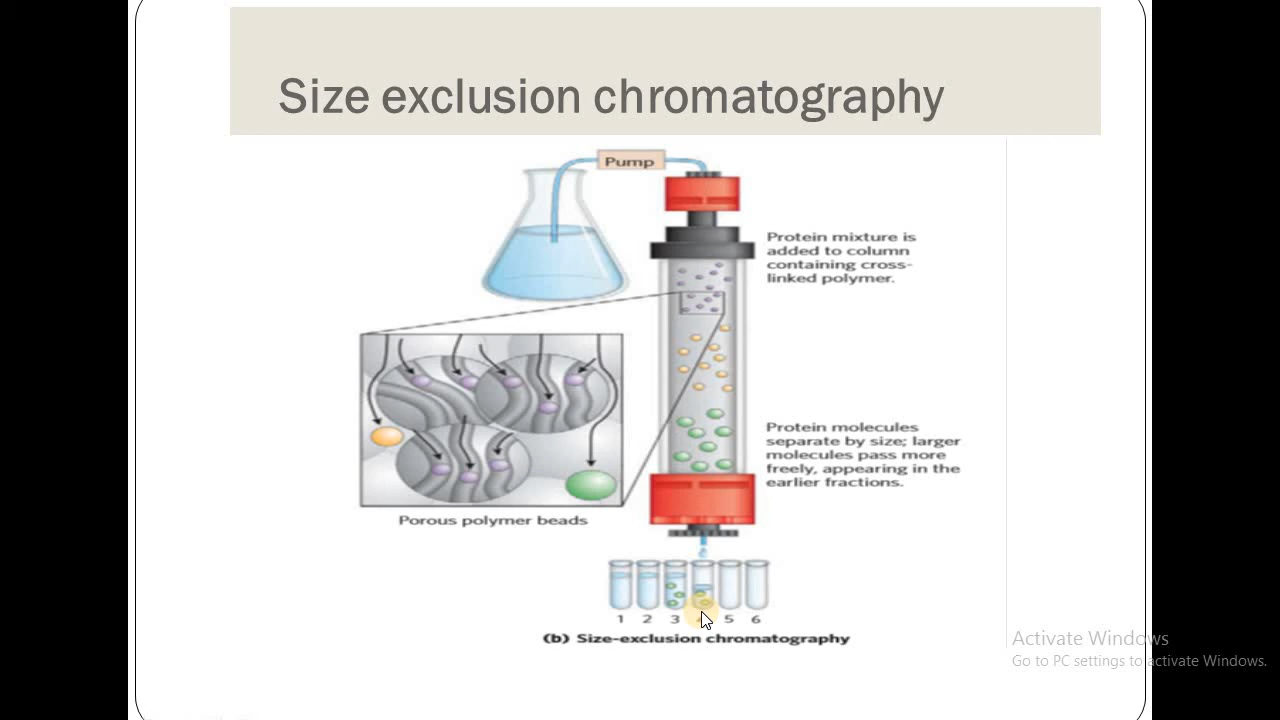 Size exclusion chromatography
Pump
Protein mixture is
added to column
containing cross-
linked polymer.
Protein molecules
separate by size; larger
molecules pass more
freely, appearing in the
earlier fractions.
Porous polymer beads
1 2 3 4 5 6
(b) Size-exclusion chromatography
Activate Windows
Go to PC settings to activate Windows.